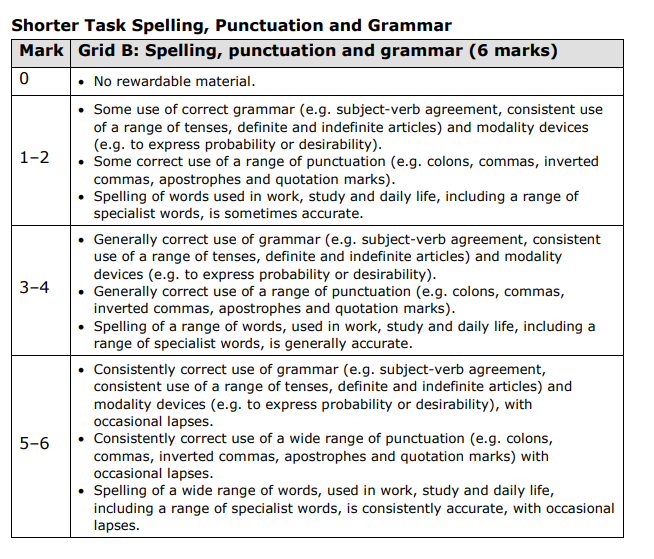 Shorter Task Spelling, Punctuation and Grammar
Mark Grid B: Spelling, punctuation and grammar (6 marks)
0
• No rewardable material.
1–2
• Some use of correct grammar (e.g. subject-verb agreement, consistent use
of a range of tenses, definite and indefinite articles) and modality devices
(e.g. to express probability or desirability).
• Some correct use of a range of punctuation (e.g. colons, commas, inverted
commas, apostrophes and quotation marks).
• Spelling of words used in work, study and daily life, including a range of
specialist words, is sometimes accurate.
3–4
• Generally correct use of grammar (e.g. subject-verb agreement, consistent
use of a range of tenses, definite and indefinite articles) and modality
devices (e.g. to express probability or desirability).
• Generally correct use of a range of punctuation (e.g. colons, commas,
inverted commas, apostrophes and quotation marks).
• Spelling of a range of words, used in work, study and daily life, including a
range of specialist words, is generally accurate.
5–6
• Consistently correct use of grammar (e.g. subject-verb agreement,
consistent use of a range of tenses, definite and indefinite articles) and
modality devices (e.g. to express probability or desirability), with
occasional lapses.
• Consistently correct use of a wide range of punctuation (e.g. colons,
commas, inverted commas, apostrophes and quotation marks) with
occasional lapses.
• Spelling of a wide range of words, used in work, study and daily life,
including a range of specialist words, is consistently accurate, with occasional
lapses.